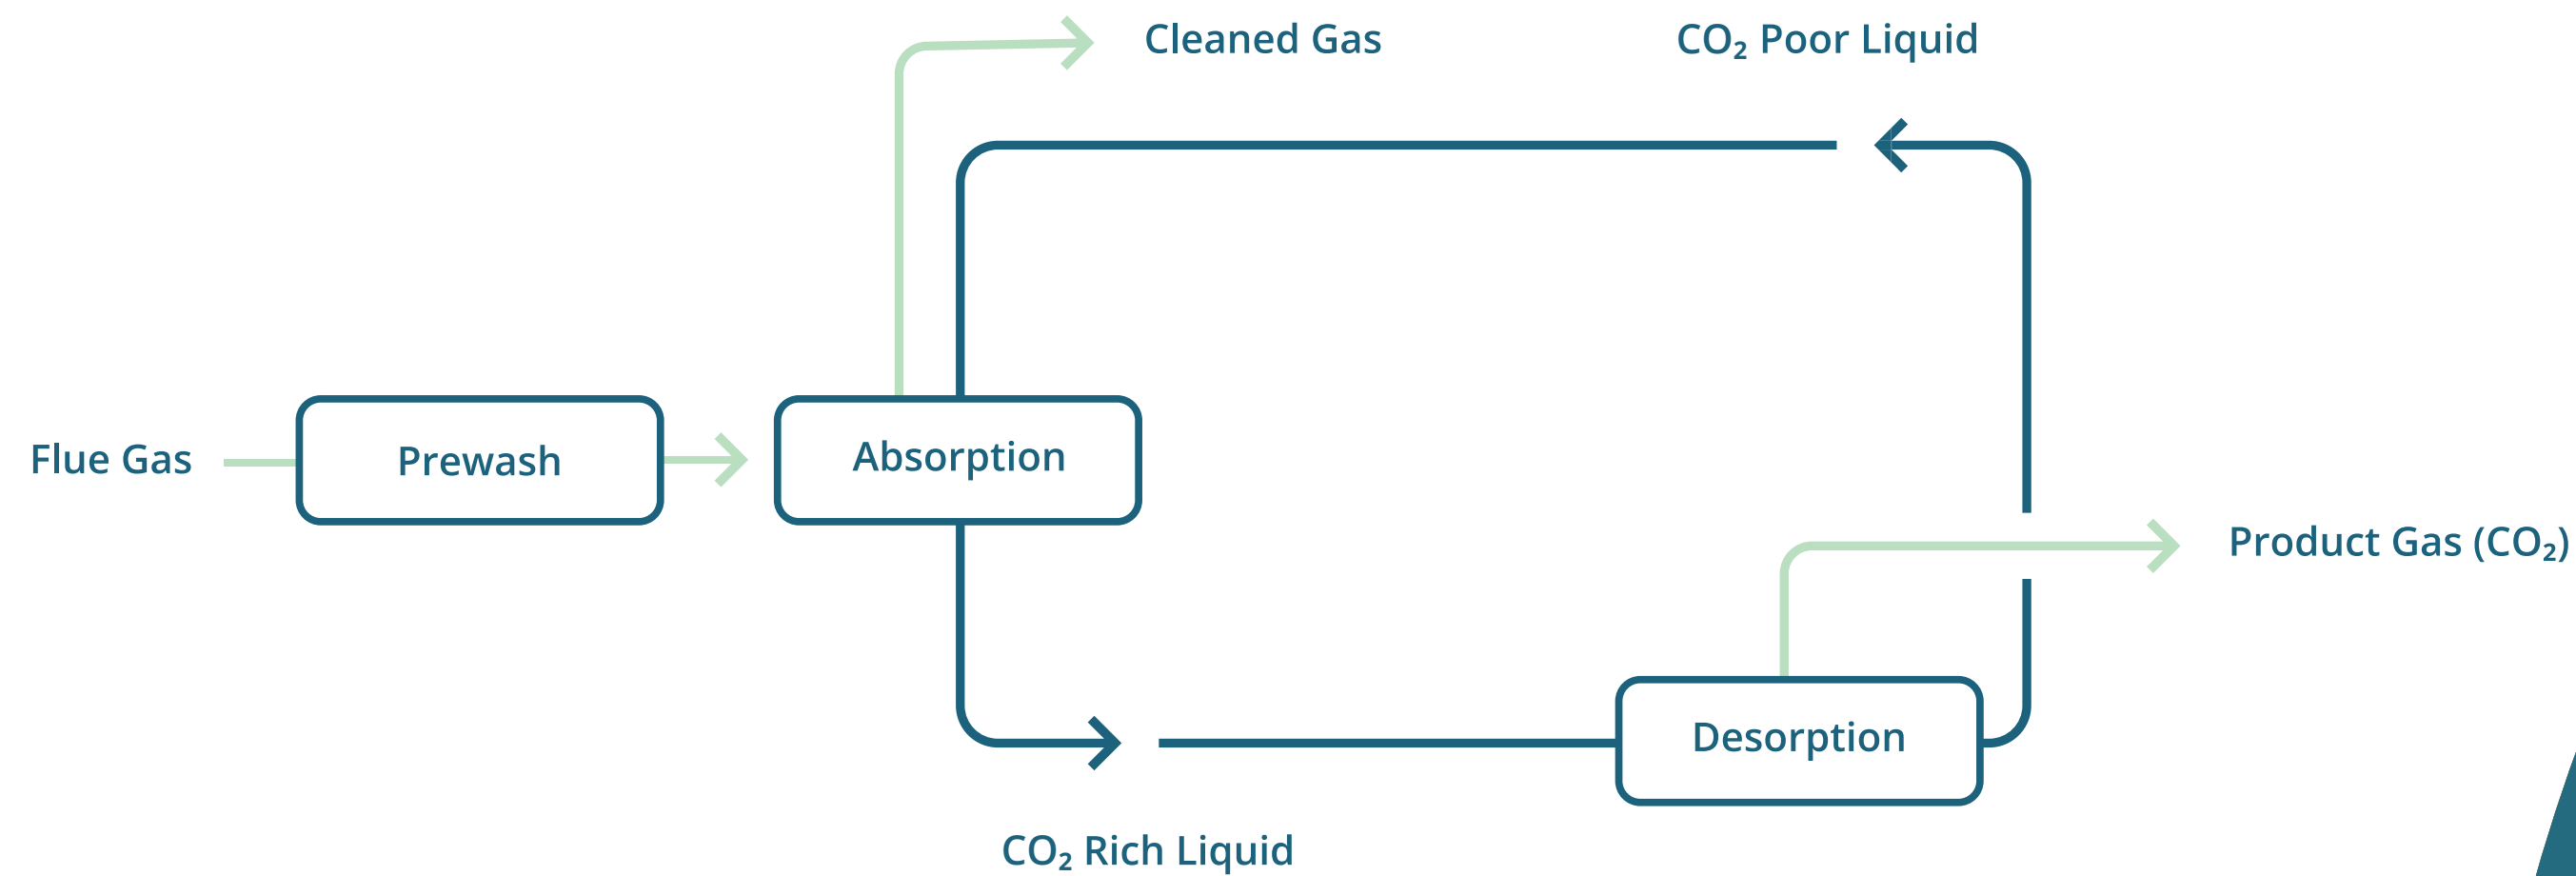 Cleaned Gas
CO₂ Poor Liquid
Flue Gas
Prewash
Absorption
Product Gas (CO₂)
Desorption
CO₂ Rich Liquid